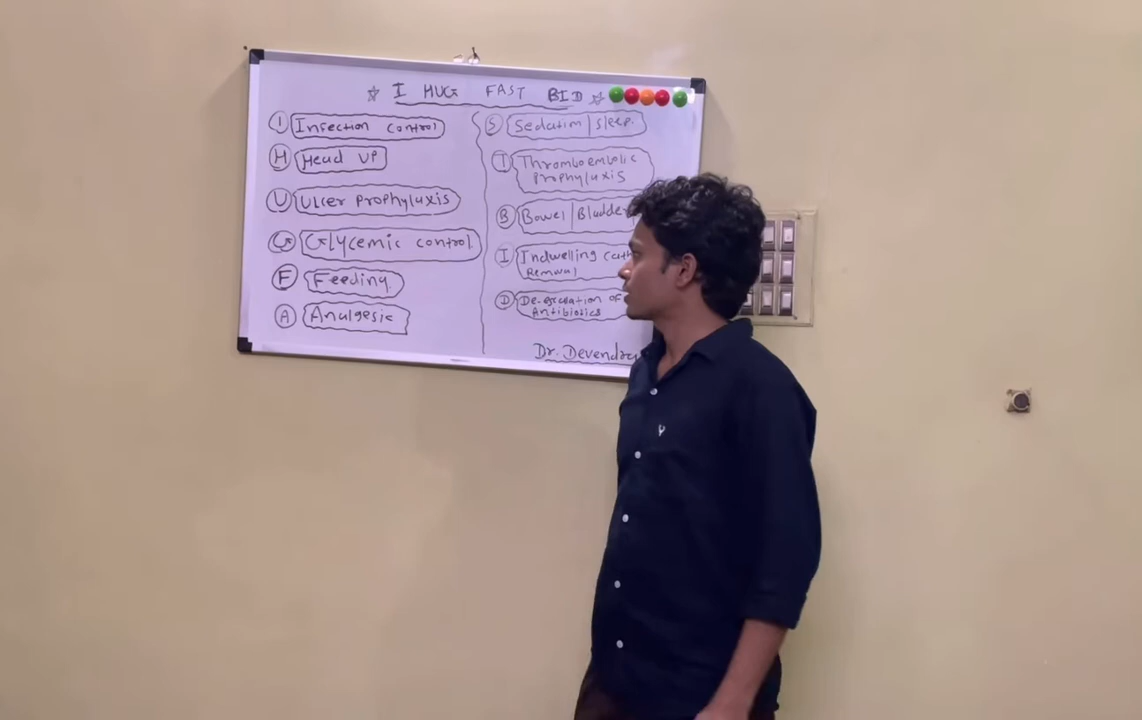 ☆ I HUG FAST BID ☆
I Infection control
H Head up
U Ulcer prophylaxis
G Glycemic control
F Feeding
A Analgesic
S Sedation/sleep.
T Thromboembolic
prophylaxis
B Bowel/Bladder
I Indwelling
Removal
D De-escalation of
Antibiotics
Dr. Devendra